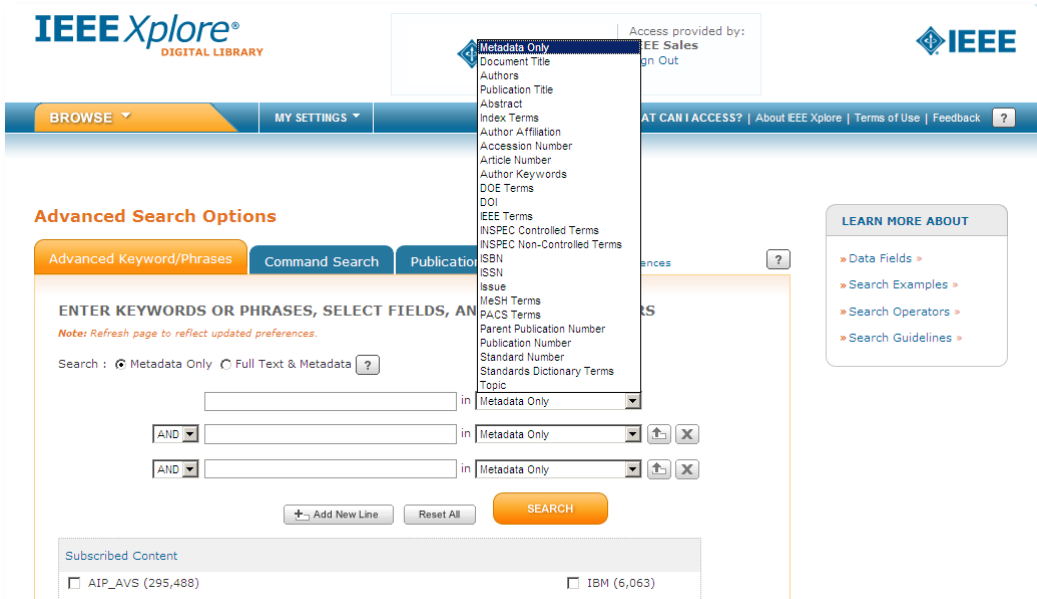 IEEE Xplore®
DIGITAL LIBRARY
Access provided by:
EE Sales
gn Out
IEEE
BROWSE
MY SETTINGS
AT CAN I ACCESS? | About IEEE Xplore | Terms of Use | Feedback ?
Metadata Only
Document Title
Authors
Publication Title
Abstract
Index Terms
Author Affiliation
Accession Number
Article Number
Author Keywords
DOE Terms
DOI
IEEE Terms
INSPEC Controlled Terms
INSPEC Non-Controlled Terms
ISBN
ISSN
Issue
MeSH Terms
PACS Terms
Parent Publication Number
Publication Number
Standard Number
Standards Dictionary Terms
Topic
Advanced Search Options
Advanced Keyword/Phrases Command Search Publication ences ?
ENTER KEYWORDS OR PHRASES, SELECT FIELDS, AN RS
Note: Refresh page to reflect updated preferences.
Search : Metadata Only Full Text & Metadata ?
in Metadata Only
AND in Metadata Only X
AND in Metadata Only X
+ Add New Line Reset All SEARCH
Subscribed Content
AIP_AVS (295,488) IBM (6,063)
LEARN MORE ABOUT
» Data Fields »
» Search Examples »
» Search Operators »
» Search Guidelines »